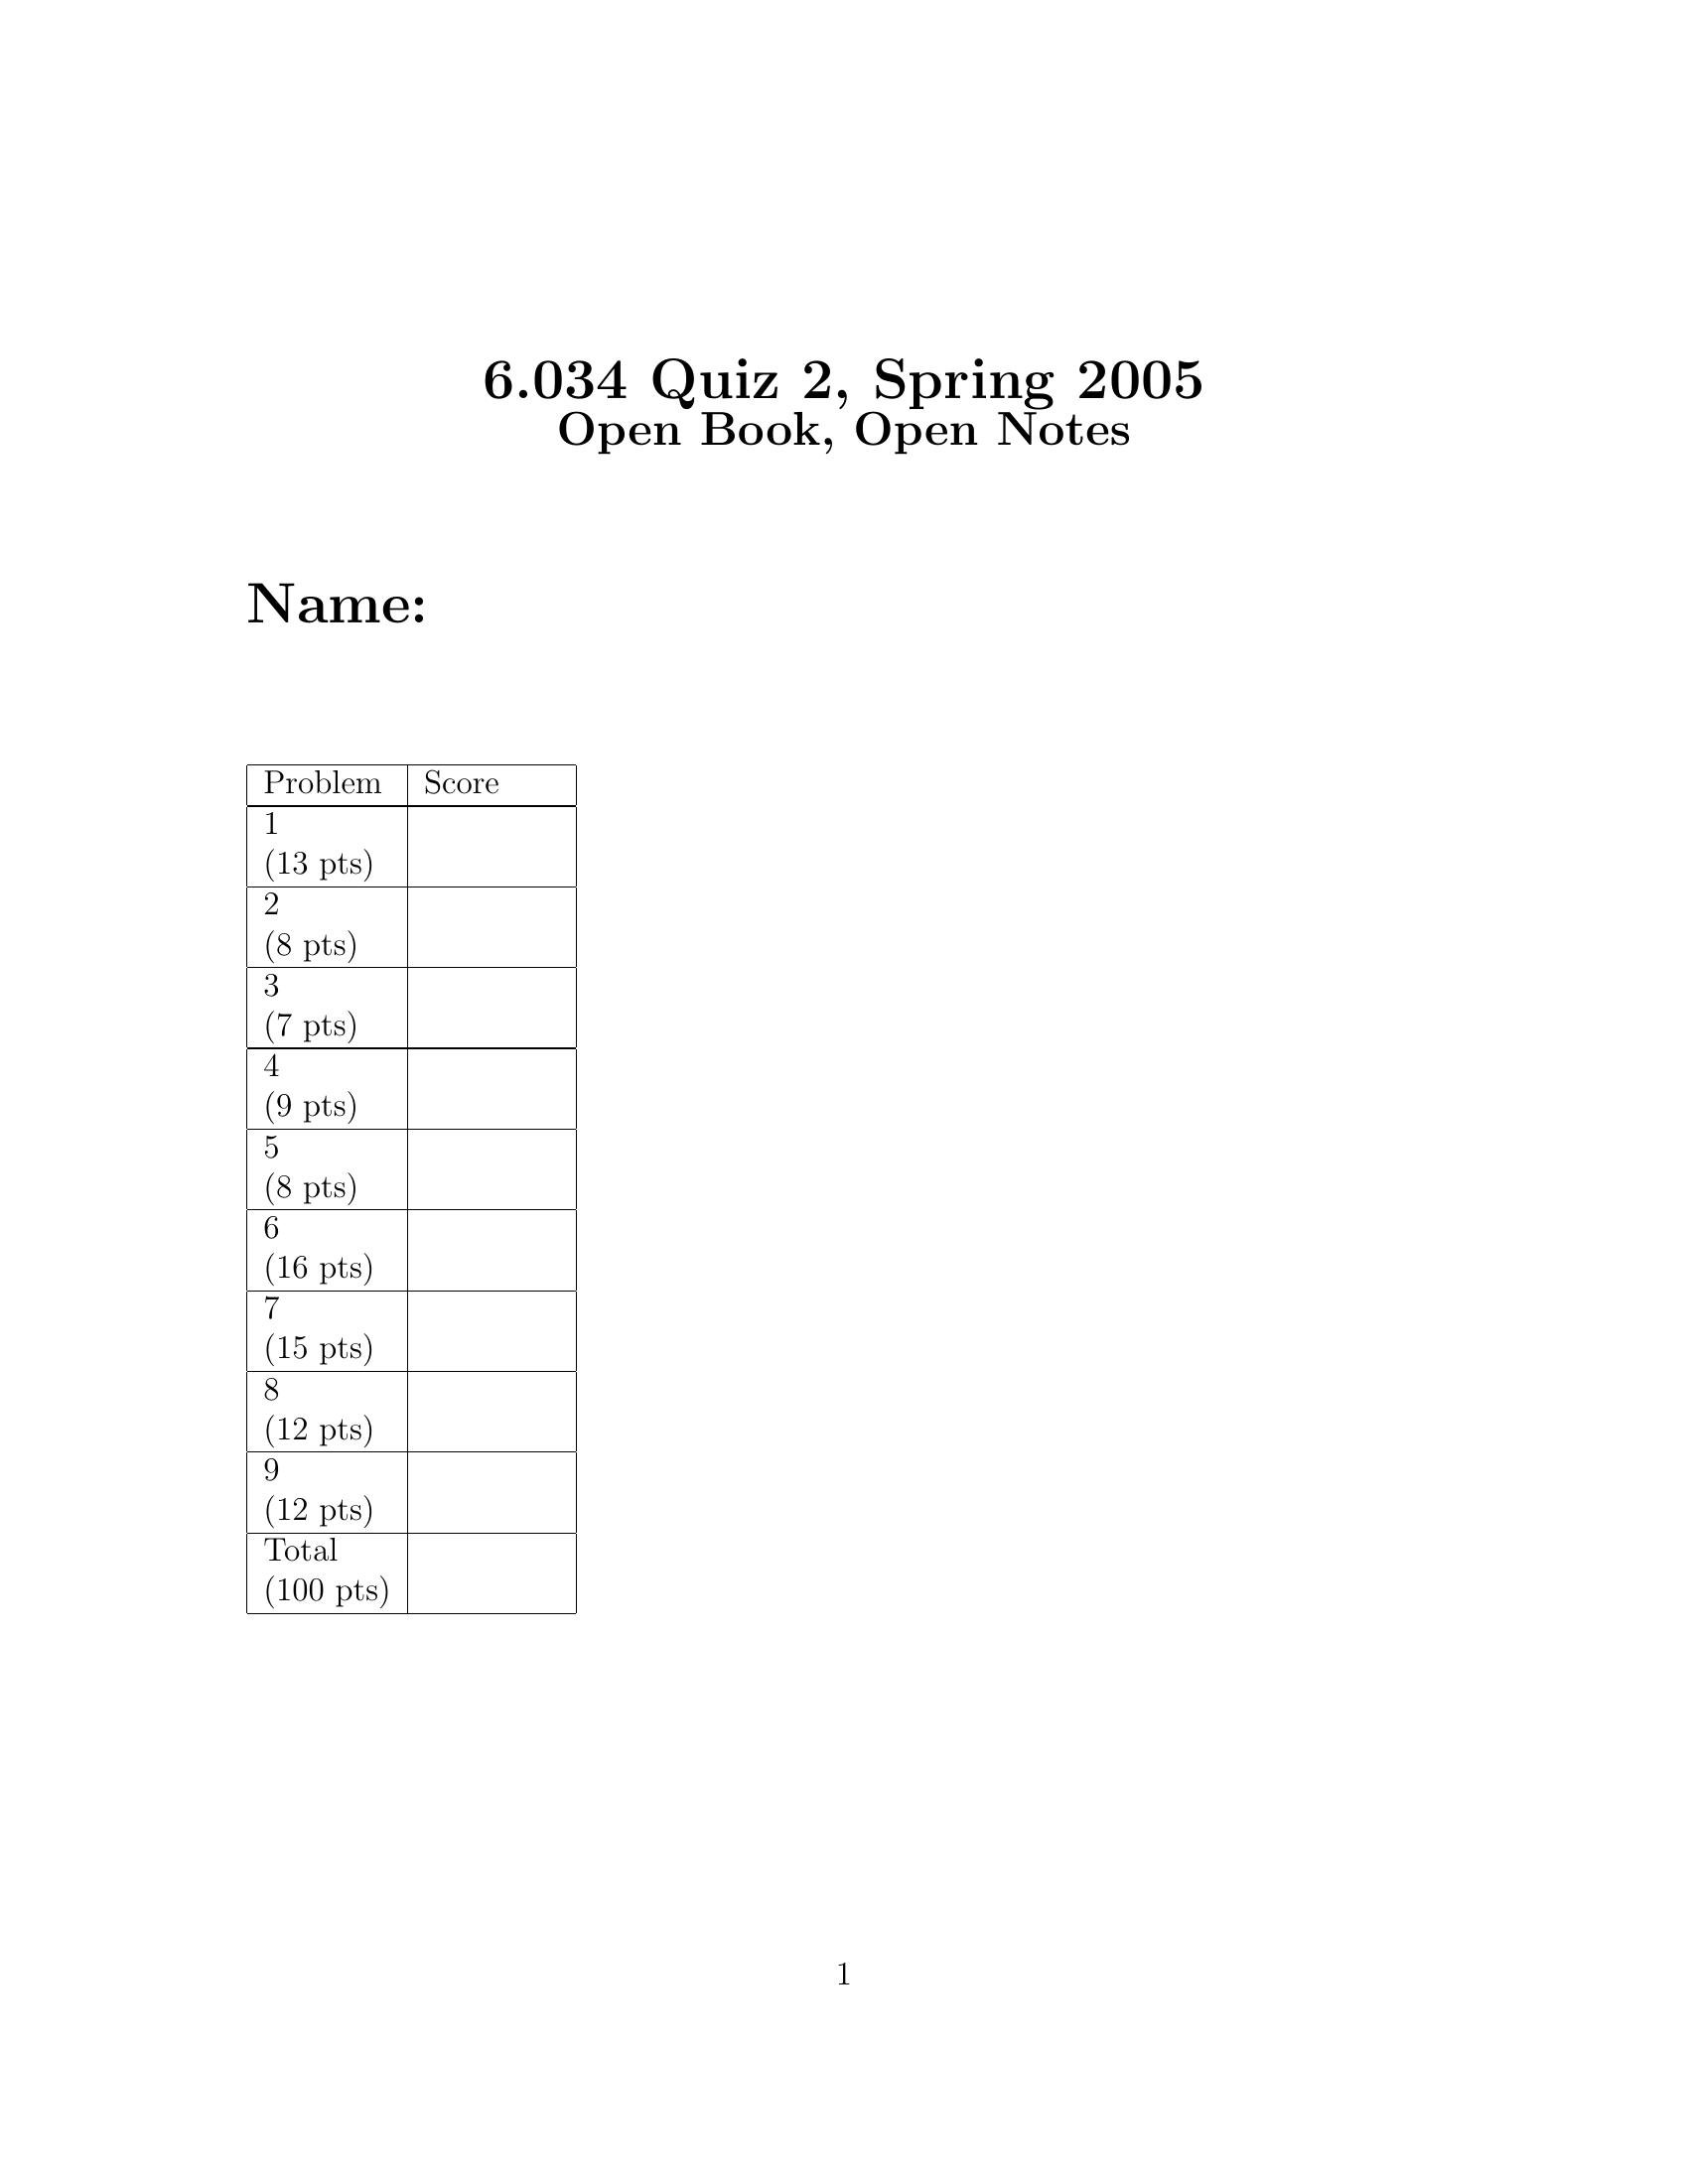 6.034 Quiz 2, Spring 2005
Open Book, Open Notes
Name:
Problem Score
1
(13 pts)
2
(8 pts)
3
(7 pts)
4
(9 pts)
5
(8 pts)
6
(16 pts)
7
(15 pts)
8
(12 pts)
9
(12 pts)
Total
(100 pts)
1